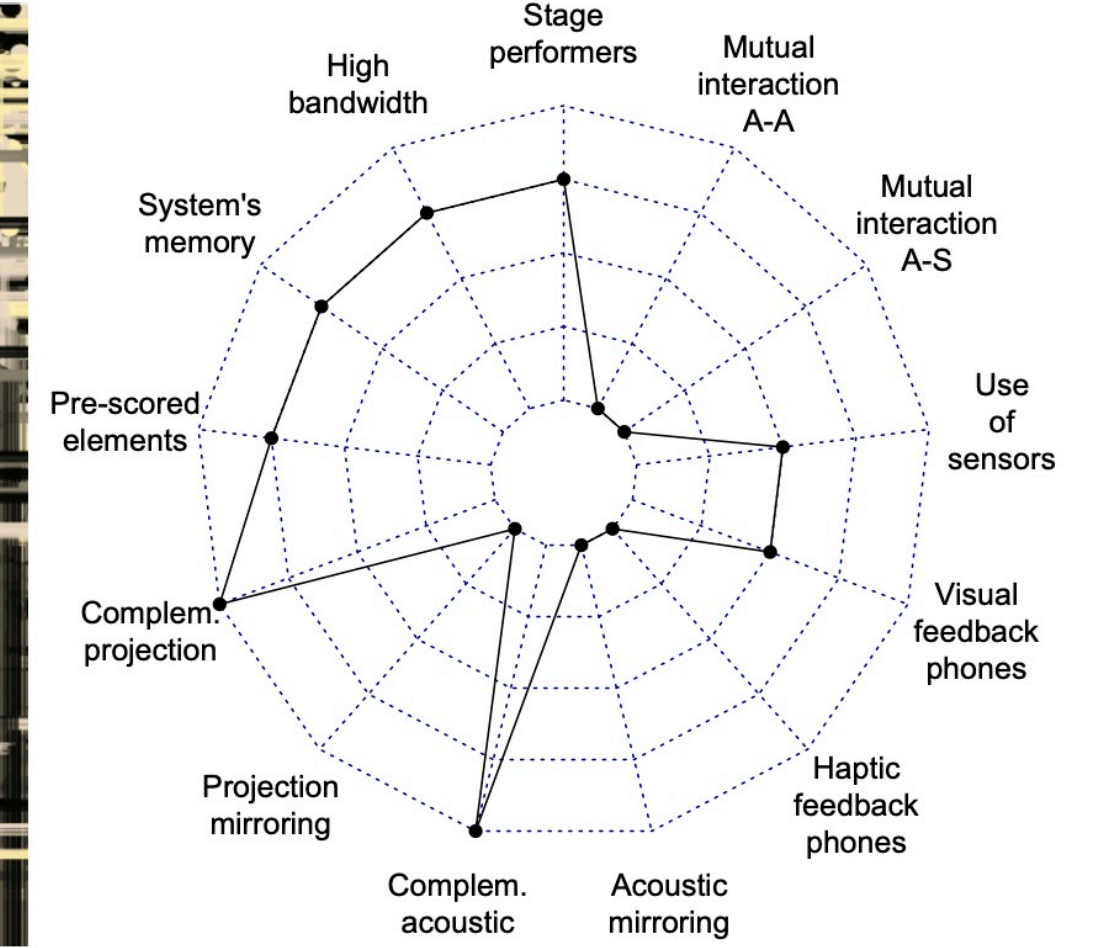 Stage
performers
Mutual
interaction
A-A
Mutual
interaction
A-S
Use
of
sensors
Visual
feedback
phones
Haptic
feedback
phones
Acoustic
mirroring
Complem.
acoustic
Projection
mirroring
Complem.
projection
Pre-scored
elements
System's
memory
High
bandwidth